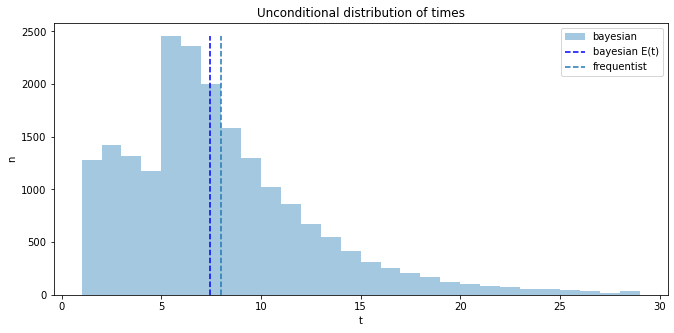 Unconditional distribution of times
bayesian
bayesian E(t)
frequentist
n
2500
2000
1500
1000
500
0
0 5 10 15 20 25 30
t